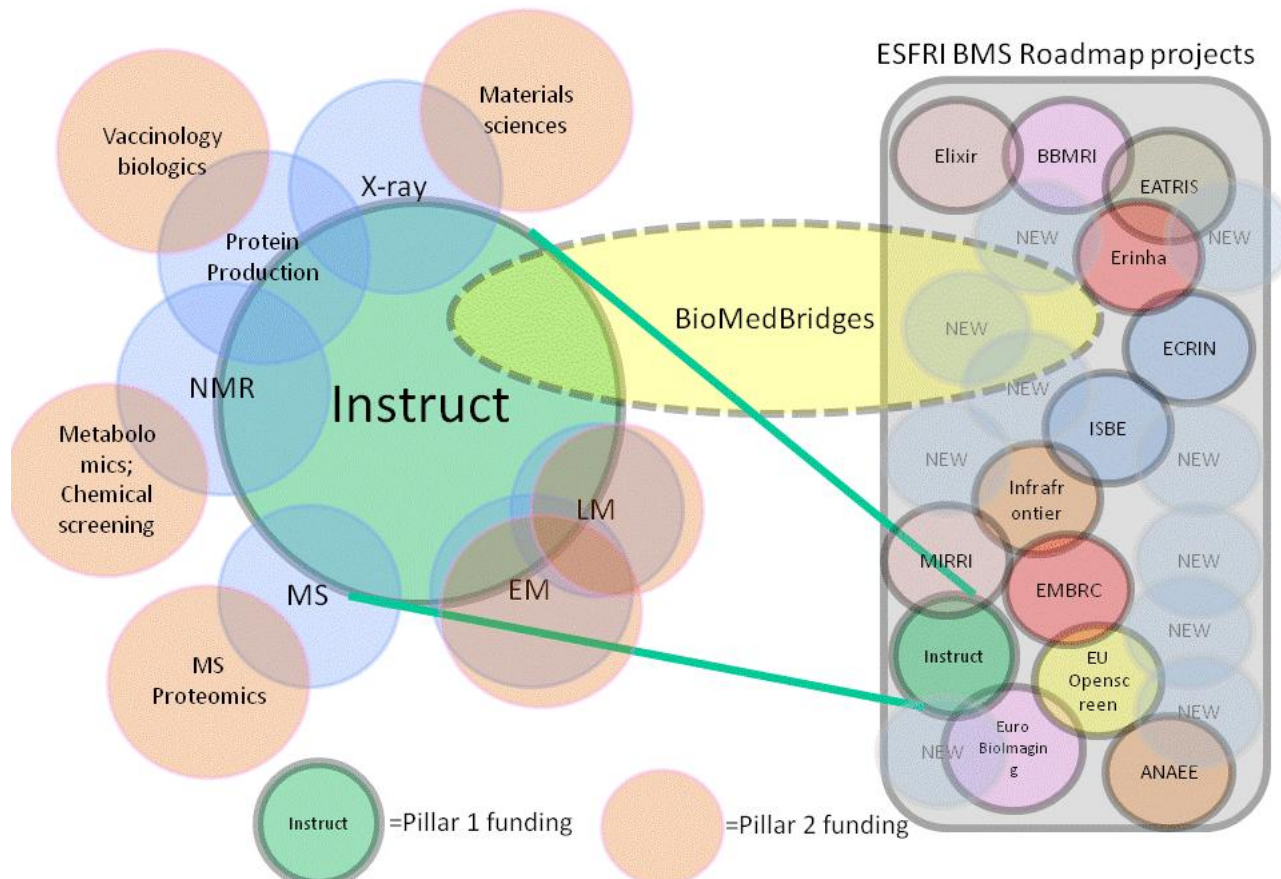 ESFRI BMS Roadmap projects
Materials
sciences
Vaccinology
biologics
X-ray
Protein
Production
NMR
Instruct
Metabolo
mics;
Chemical
screening
MS
EM
LM
MS
Proteomics
BioMedBridges
Elixir
BBMRI
EATRIS
NEW
Erinha
NEW
NEW
ECRIN
NEW
ISBE
NEW
NEW
Infrafr
ontier
MIRRI
NEW
EMBRC
NEW
Instruct
EU
Opensc
reen
NEW
Euro
BioImagin
g
NEW
ANAEE
Instruct
=Pillar 1 funding
=Pillar 2 funding